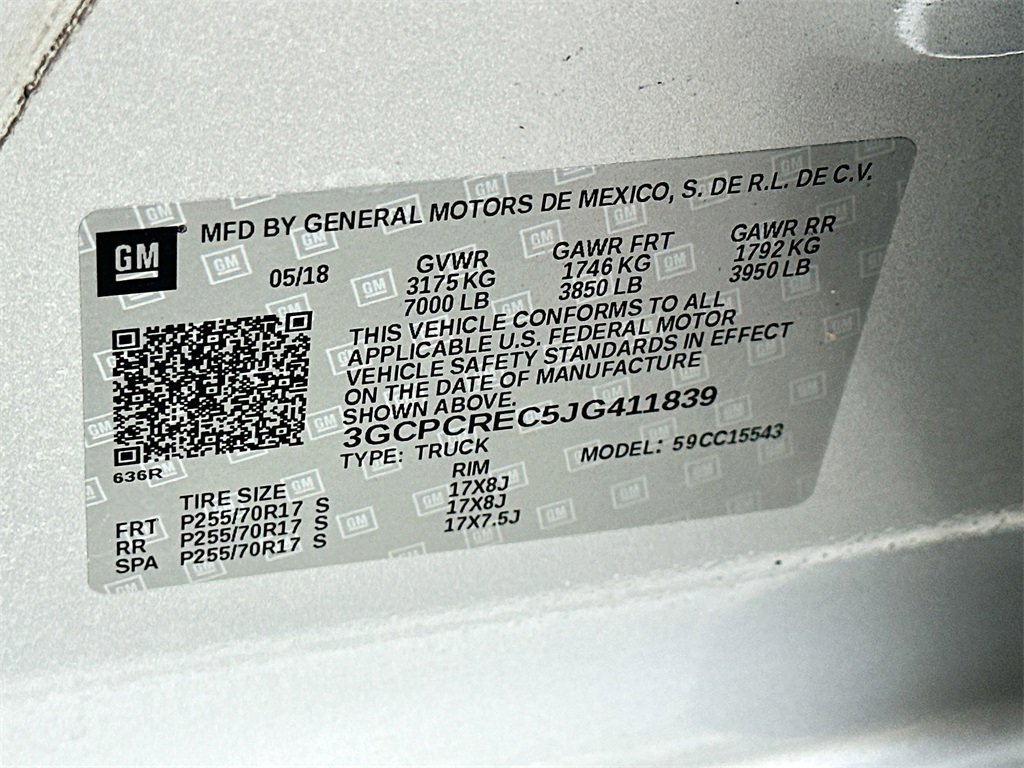 GM
MFD BY GENERAL MOTORS DE MEXICO, S. DE R.L. DE C.V.
05/18
GVWR
3175 KG
7000 LB
GAWR FRT
1746 KG
3850 LB
GAWR RR
1792 KG
3950 LB
THIS VEHICLE CONFORMS TO ALL
APPLICABLE U.S. FEDERAL MOTOR
VEHICLE SAFETY STANDARDS IN EFFECT
ON THE DATE OF MANUFACTURE
SHOWN ABOVE.
3GCPCREC5JG411839
TYPE: TRUCK
MODEL: 59CC15543
636R
TIRE SIZE RIM
FRT P255/70R17 S 17X8J
RR P255/70R17 S 17X8J
SPA P255/70R17 S 17X7.5J